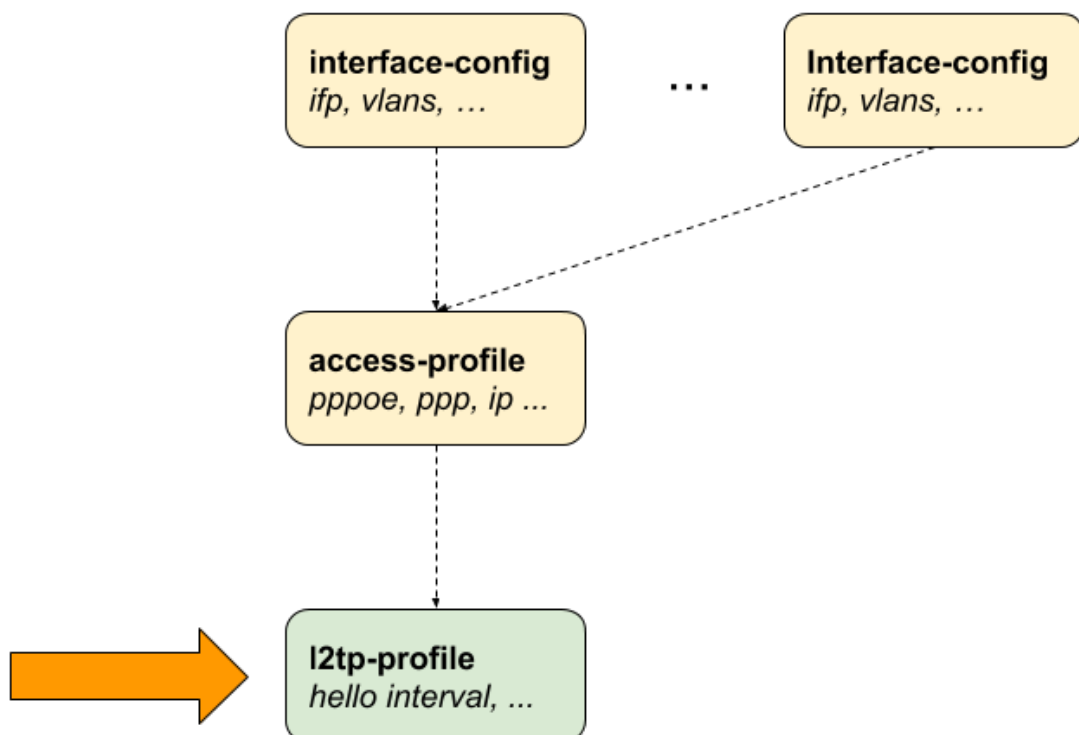 interface-config
ifp, vlans, …
...
Interface-config
ifp, vlans, …
access-profile
pppoe, ppp, ip ...
l2tp-profile
hello interval, ...